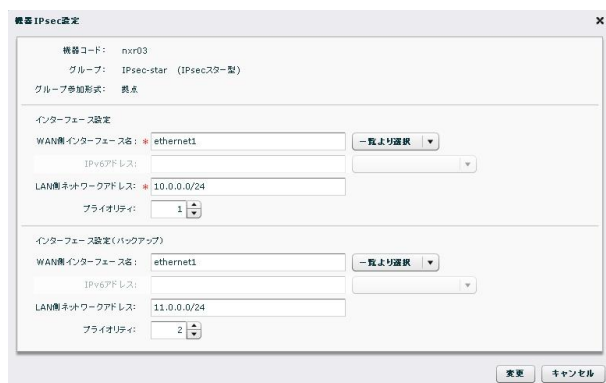 機器IPsec設定
機器コード: nxr03
グループ: IPsec-star (IPsecスター型)
グループ参加形式: 拠点
インターフェース設定
WAN側インターフェース名: * ethernet1 一覧より選択
IPv6アドレス:
LAN側ネットワークアドレス: * 10.0.0.0/24
プライオリティ: 1
インターフェース設定(バックアップ)
WAN側インターフェース名: ethernet1 一覧より選択
IPv6アドレス:
LAN側ネットワークアドレス: 11.0.0.0/24
プライオリティ: 2
変更 キャンセル